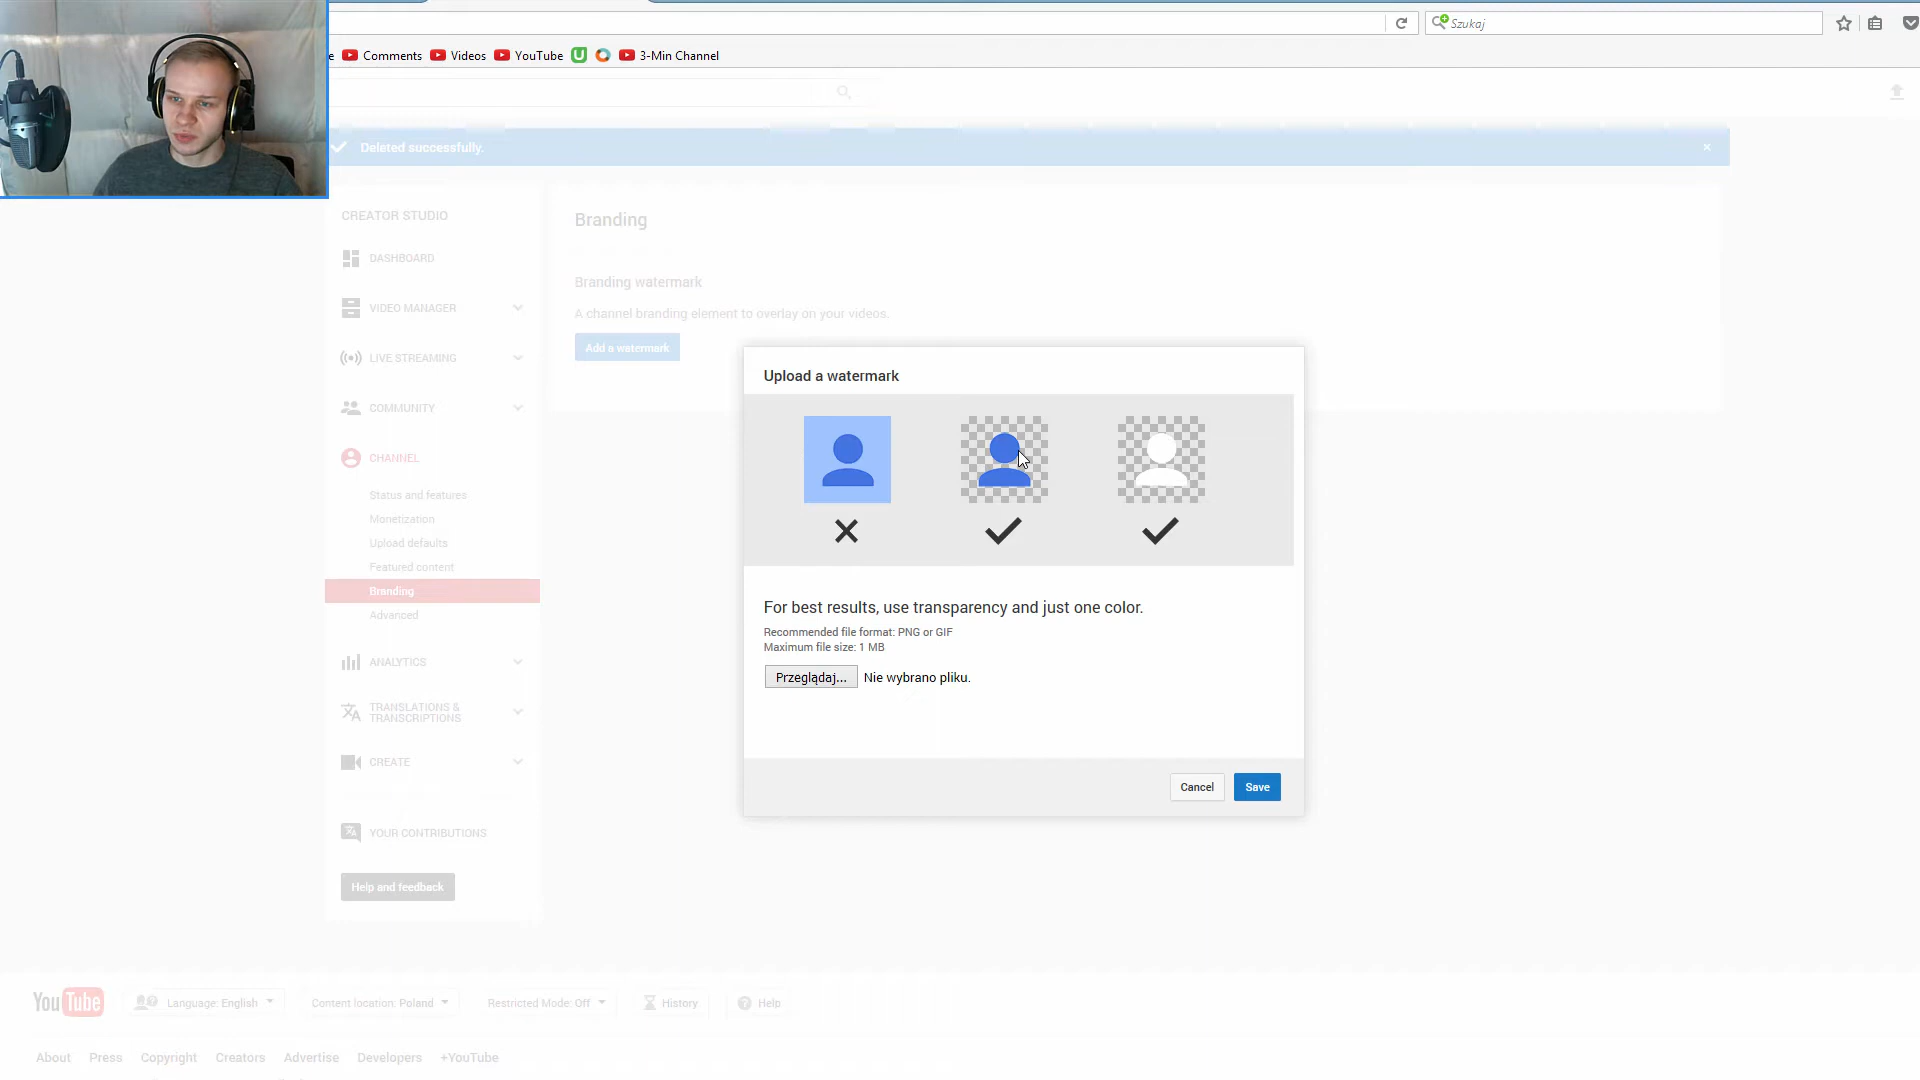 Szukaj
Comments
Videos
YouTube
3-Min Channel
Deleted successfully.
CREATOR STUDIO
DASHBOARD
VIDEO MANAGER
LIVE STREAMING
COMMUNITY
CHANNEL
Status and features
Monetization
Upload defaults
Featured content
Branding
Advanced
ANALYTICS
TRANSLATIONS &
TRANSCRIPTIONS
CREATE
YOUR CONTRIBUTIONS
Help and feedback
Branding
Branding watermark
A channel branding element to overlay on your videos.
Add a watermark
Upload a watermark
For best results, use transparency and just one color.
Recommended file format: PNG or GIF
Maximum file size: 1 MB
Przeglądaj... Nie wybrano pliku.
Cancel
Save
YouTube
Language: English
Content location: Poland
Restricted Mode: Off
History
Help
About
Press
Copyright
Creators
Advertise
Developers
+YouTube